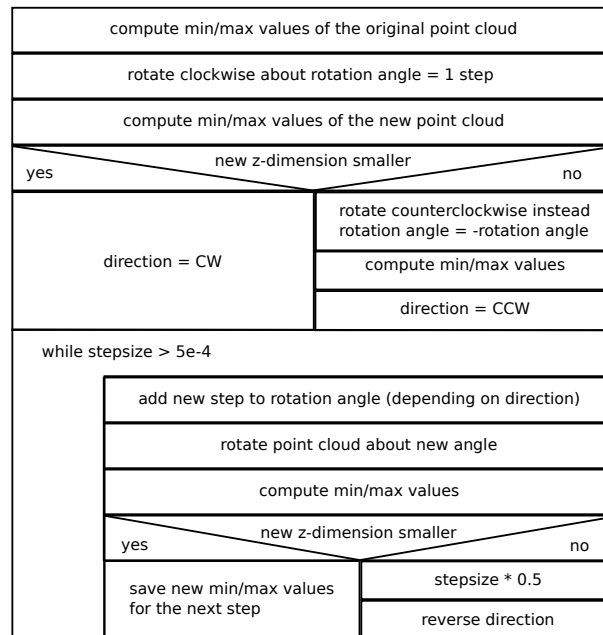 compute min/max values of the original point cloud
rotate clockwise about rotation angle = 1 step
compute min/max values of the new point cloud
new z-dimension smaller
yes
no
direction = CW
rotate counterclockwise instead
rotation angle = -rotation angle
compute min/max values
direction = CCW
while stepsize > 5e-4
add new step to rotation angle (depending on direction)
rotate point cloud about new angle
compute min/max values
new z-dimension smaller
yes
no
save new min/max values
for the next step
stepsize * 0.5
reverse direction